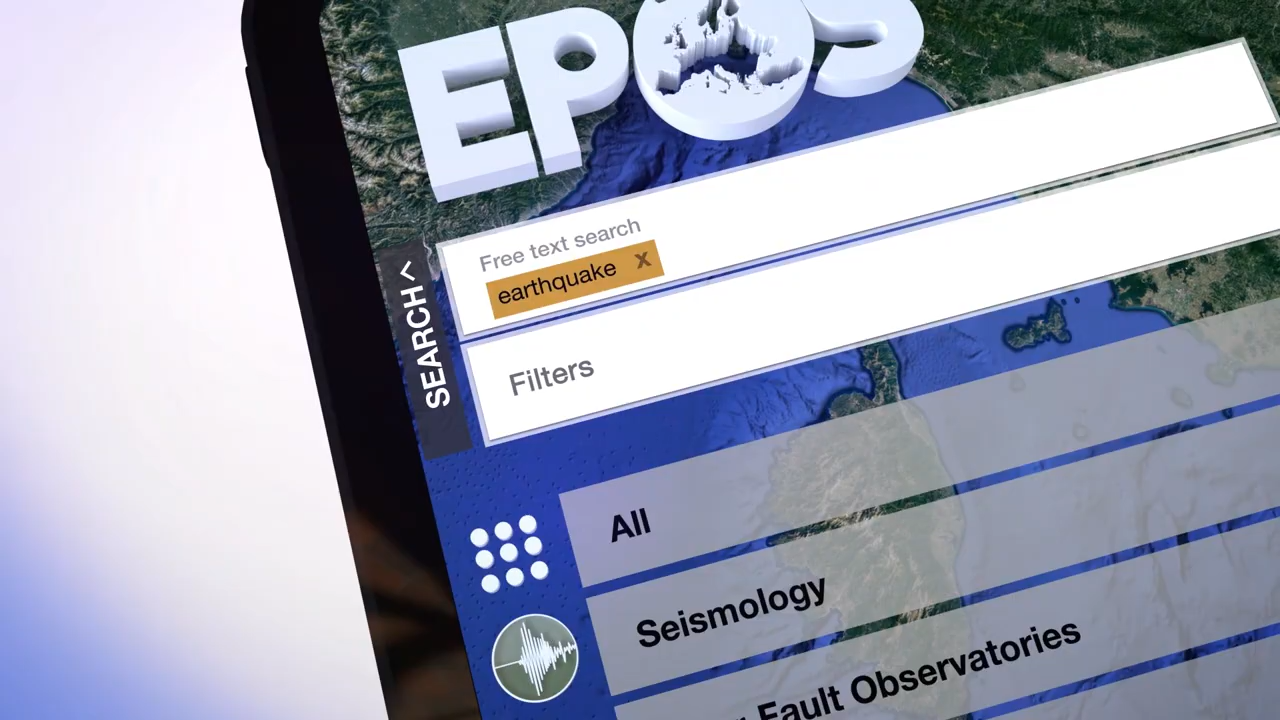 EPOS
Free text search
earthquake X
SEARCH
Filters
All
Seismology
Fault Observatories